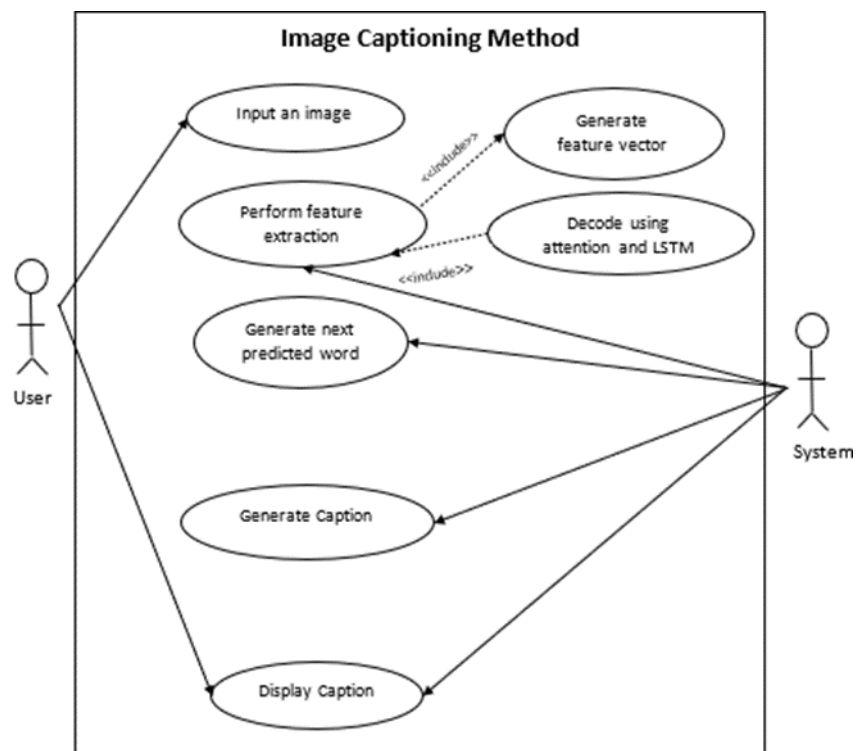 Image Captioning Method
Input an image
Generate
feature vector
<<include>>
Perform feature
extraction
Decode using
attention and LSTM
<<include>>
Generate next
predicted word
User
System
Generate Caption
Display Caption